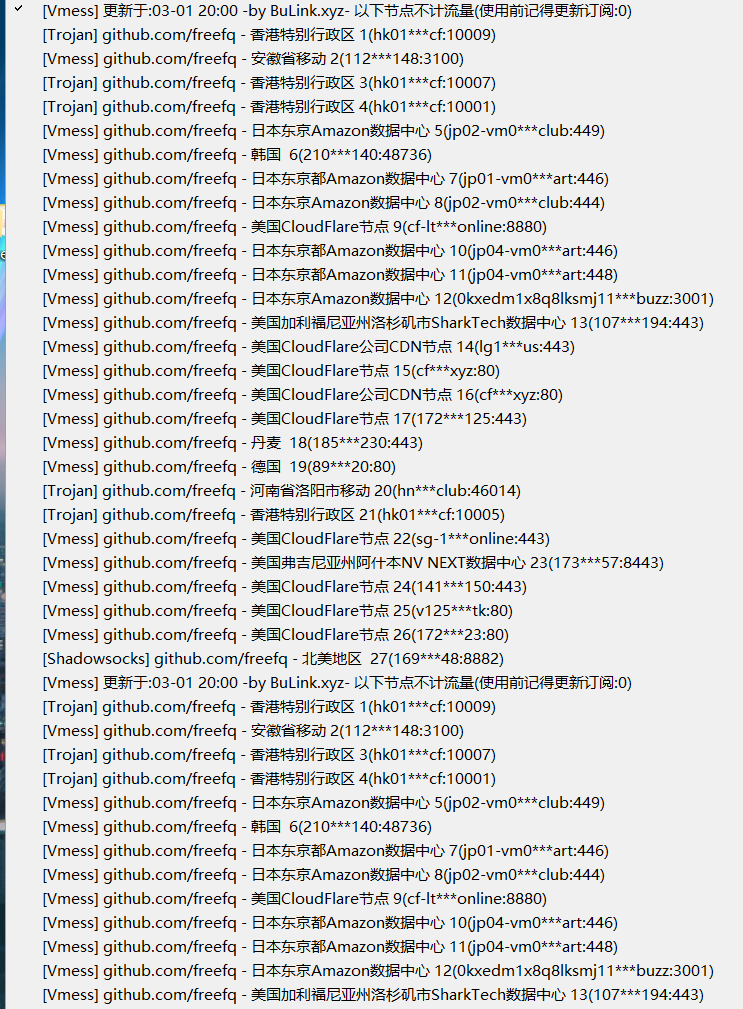 [Vmess] 更新于:03-01 20:00 -by BuLink.xyz- 以下节点不计流量(使用前记得更新订阅:0)
[Trojan] github.com/freefq - 香港特别行政区 1(hk01***cf:10009)
[Vmess] github.com/freefq - 安徽省移动 2(112***148:3100)
[Trojan] github.com/freefq - 香港特别行政区 3(hk01***cf:10007)
[Trojan] github.com/freefq - 香港特别行政区 4(hk01***cf:10001)
[Vmess] github.com/freefq - 日本东京Amazon数据中心 5(jp02-vm0***club:449)
[Vmess] github.com/freefq - 韩国  6(210***140:48736)
[Vmess] github.com/freefq - 日本东京都Amazon数据中心 7(jp01-vm0***art:446)
[Vmess] github.com/freefq - 日本东京Amazon数据中心 8(jp02-vm0***club:444)
[Vmess] github.com/freefq - 美国CloudFlare节点 9(cf-lt***online:8880)
[Vmess] github.com/freefq - 日本东京都Amazon数据中心 10(jp04-vm0***art:446)
[Vmess] github.com/freefq - 日本东京都Amazon数据中心 11(jp04-vm0***art:448)
[Vmess] github.com/freefq - 日本东京都Amazon数据中心 12(0kxedm1x8q8lksmj11***buzz:3001)
[Vmess] github.com/freefq - 美国加利福尼亚州洛杉矶市SharkTech数据中心 13(107***194:443)
[Vmess] github.com/freefq - 美国CloudFlare公司CDN节点 14(lg1***us:443)
[Vmess] github.com/freefq - 美国CloudFlare节点 15(cf***xyz:80)
[Vmess] github.com/freefq - 美国CloudFlare公司CDN节点 16(cf***xyz:80)
[Vmess] github.com/freefq - 美国CloudFlare节点 17(172***125:443)
[Vmess] github.com/freefq - 丹麦  18(185***230:443)
[Vmess] github.com/freefq - 德国  19(89***20:80)
[Trojan] github.com/freefq - 河南省洛阳市移动 20(hn***club:46014)
[Trojan] github.com/freefq - 香港特别行政区 21(hk01***cf:10005)
[Vmess] github.com/freefq - 美国CloudFlare节点 22(sg-1***online:443)
[Vmess] github.com/freefq - 美国弗吉尼亚州阿什本NV NEXT数据中心 23(173***57:8443)
[Vmess] github.com/freefq - 美国CloudFlare节点 24(141***150:443)
[Vmess] github.com/freefq - 美国CloudFlare节点 25(v125***tk:80)
[Vmess] github.com/freefq - 美国CloudFlare节点 26(172***23:80)
[Shadowsocks] github.com/freefq - 北美地区  27(169***48:8882)
[Vmess] 更新于:03-01 20:00 -by BuLink.xyz- 以下节点不计流量(使用前记得更新订阅:0)
[Trojan] github.com/freefq - 香港特别行政区 1(hk01***cf:10009)
[Vmess] github.com/freefq - 安徽省移动 2(112***148:3100)
[Trojan] github.com/freefq - 香港特别行政区 3(hk01***cf:10007)
[Trojan] github.com/freefq - 香港特别行政区 4(hk01***cf:10001)
[Vmess] github.com/freefq - 日本东京Amazon数据中心 5(jp02-vm0***club:449)
[Vmess] github.com/freefq - 韩国  6(210***140:48736)
[Vmess] github.com/freefq - 日本东京都Amazon数据中心 7(jp01-vm0***art:446)
[Vmess] github.com/freefq - 日本东京Amazon数据中心 8(jp02-vm0***club:444)
[Vmess] github.com/freefq - 美国CloudFlare节点 9(cf-lt***online:8880)
[Vmess] github.com/freefq - 日本东京都Amazon数据中心 10(jp04-vm0***art:446)
[Vmess] github.com/freefq - 日本东京都Amazon数据中心 11(jp04-vm0***art:448)
[Vmess] github.com/freefq - 日本东京都Amazon数据中心 12(0kxedm1x8q8lksmj11***buzz:3001)
[Vmess] github.com/freefq - 美国加利福尼亚州洛杉矶市SharkTech数据中心 13(107***194:443)